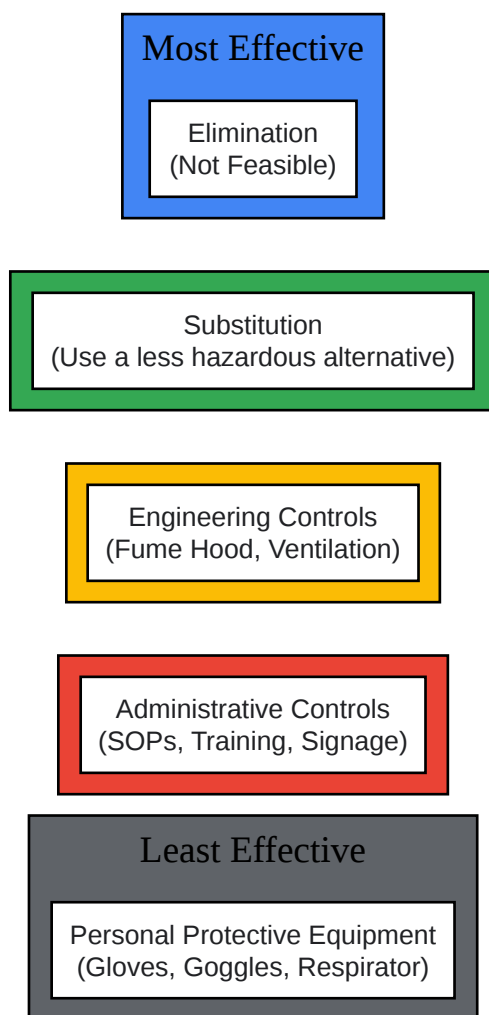 Most Effective
Elimination
(Not Feasible)
Substitution
(Use a less hazardous alternative)
Engineering Controls
(Fume Hood, Ventilation)
Administrative Controls
(SOPs, Training, Signage)
Least Effective
Personal Protective Equipment
(Gloves, Goggles, Respirator)